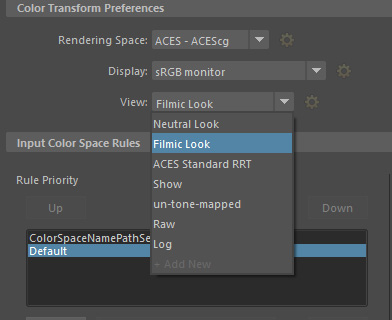 Color Transform Preferences
Rendering Space: ACES - ACEScg
Display: sRGB monitor
View: Filmic Look
Neutral Look
Filmic Look
ACES Standard RRT
Show
un-tone-mapped
Raw
Log
+ Add New
Input Color Space Rules
Rule Priority
Up
Down
ColorSpaceNamePathSe
Default